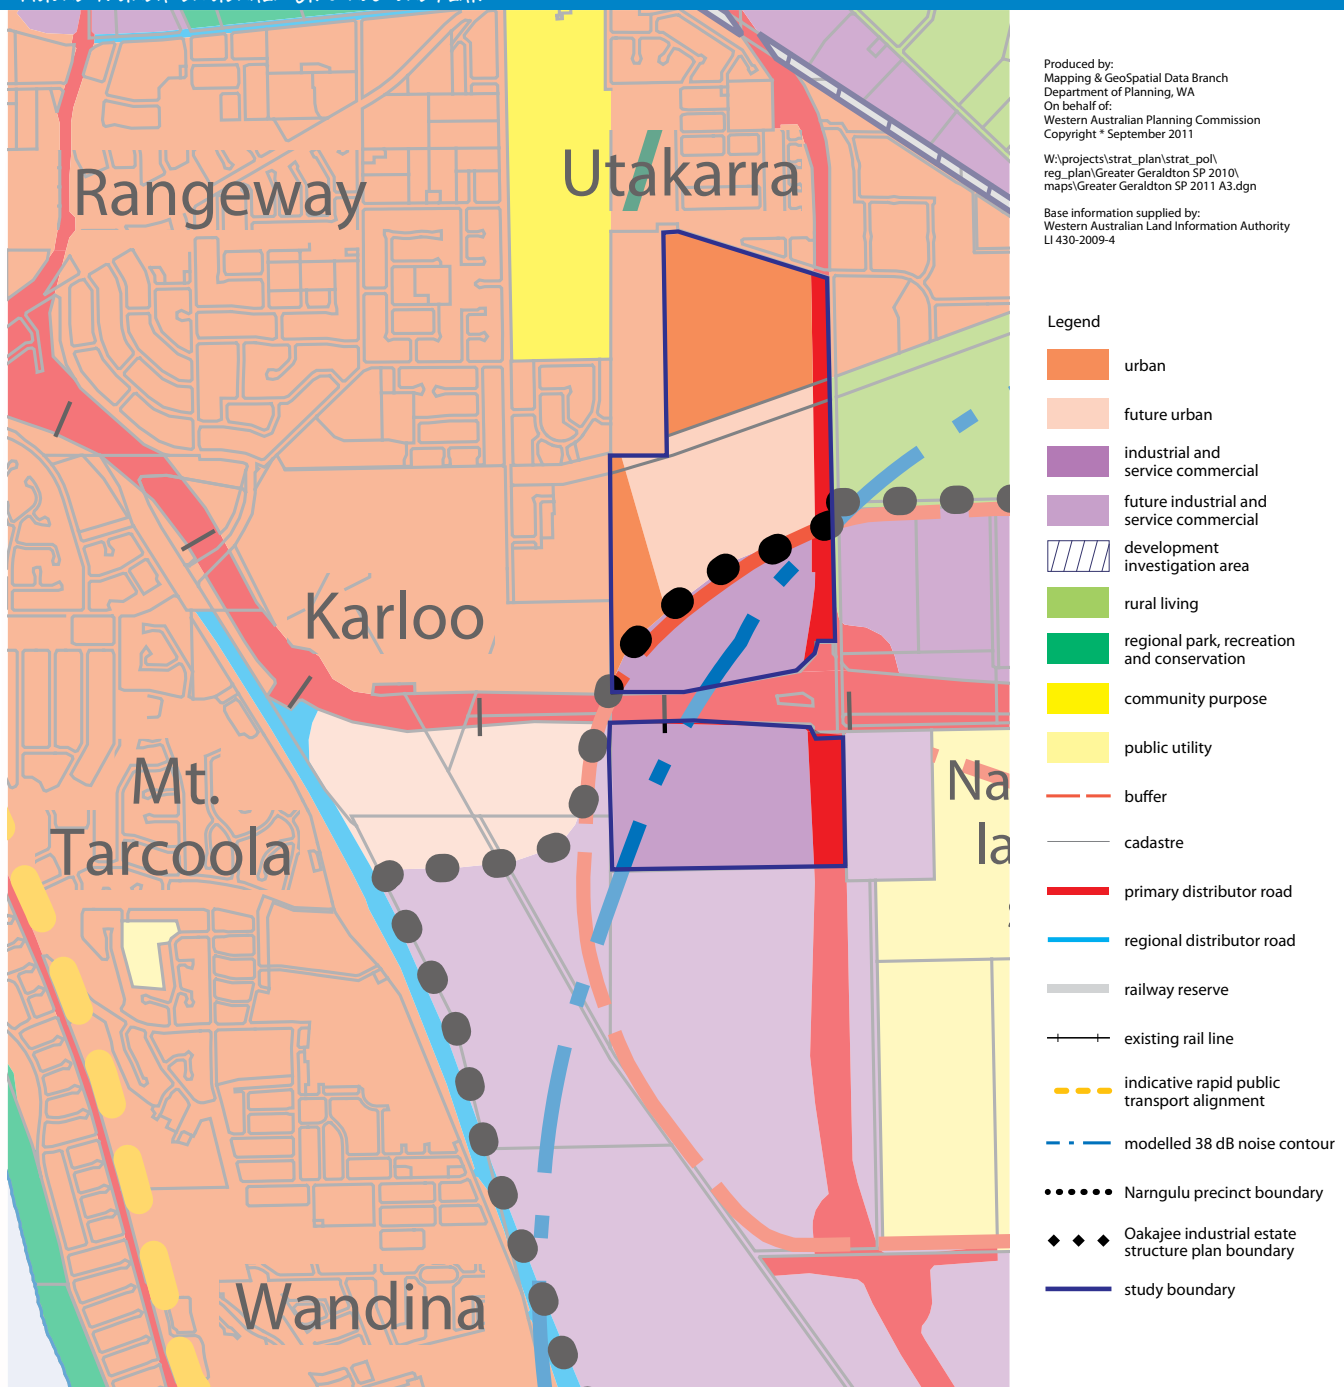 Produced by:
Mapping & GeoSpatial Data Branch
Department of Planning, WA
On behalf of:
Western Australian Planning Commission
Copyright * September 2011
W:\projects\strat_plan\strat_pol\
reg_plan\Greater Geraldton SP 2010\
maps\Greater Geraldton SP 2011 A3.dgn
Base information supplied by:
Western Australian Land Information Authority
LI 430-2009-4
Rangeway
Utakarra
Karloo
Mt.
Tarcoola
Wandina
Na
la
Legend
urban
future urban
industrial and
service commercial
future industrial and
service commercial
development
investigation area
rural living
regional park, recreation
and conservation
community purpose
public utility
buffer
cadastre
primary distributor road
regional distributor road
railway reserve
existing rail line
indicative rapid public
transport alignment
modelled 38 dB noise contour
Narngulu precinct boundary
Oakajee industrial estate
structure plan boundary
study boundary